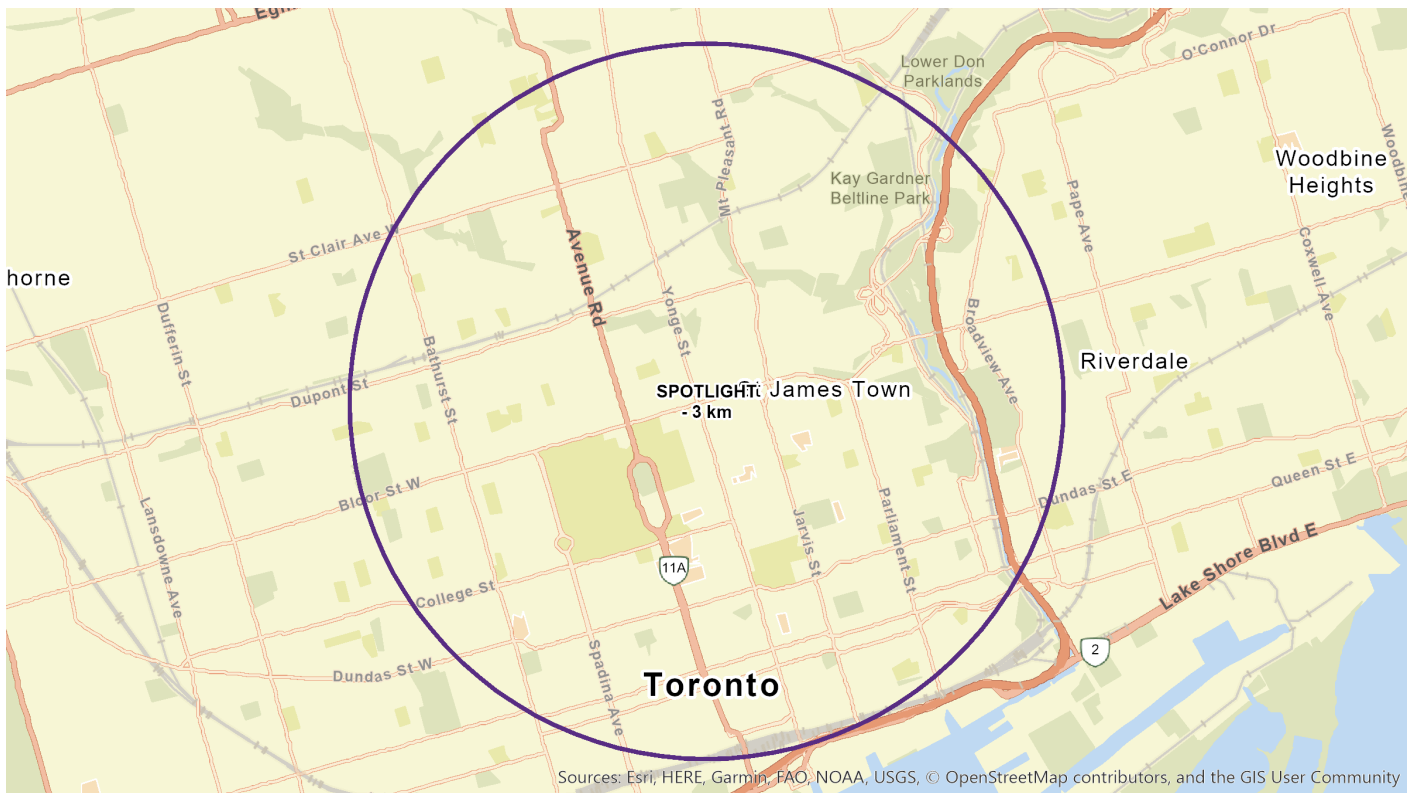 Lower Don
Parklands
O'Connor Dr
Mt Pleasant Rd
Woodbine
Heights
Woodbine
Kay Gardner
Beltline Park
Pape Ave
St Clair Ave W
Avenue Rd
Coxwell Ave
horne
Dufferin St
Yonge St
Bathurst St
Broadview Ave
Riverdale
Dupont St
SPOTLIGHT
- 3 km
James Town
Bloor St W
Queen St E
Dundas St E
Lansdowne Ave
Jarvis St
Parliament St
11A
Lake Shore Blvd E
College St
2
Dundas St W
Spadina Ave
Toronto
Sources: Esri, HERE, Garmin, FAO, NOAA, USGS, © OpenStreetMap contributors, and the GIS User Community